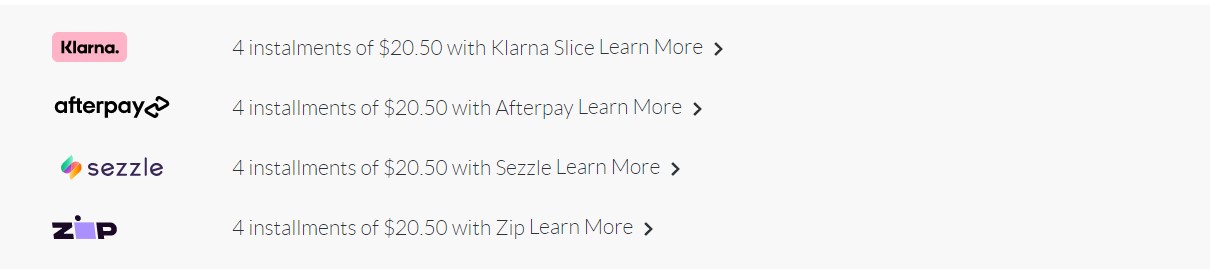 Klarna. 4 instalments of $20.50 with Klarna Slice Learn More
afterpay 4 installments of $20.50 with Afterpay Learn More
sezzle 4 installments of $20.50 with Sezzle Learn More
zip 4 installments of $20.50 with Zip Learn More